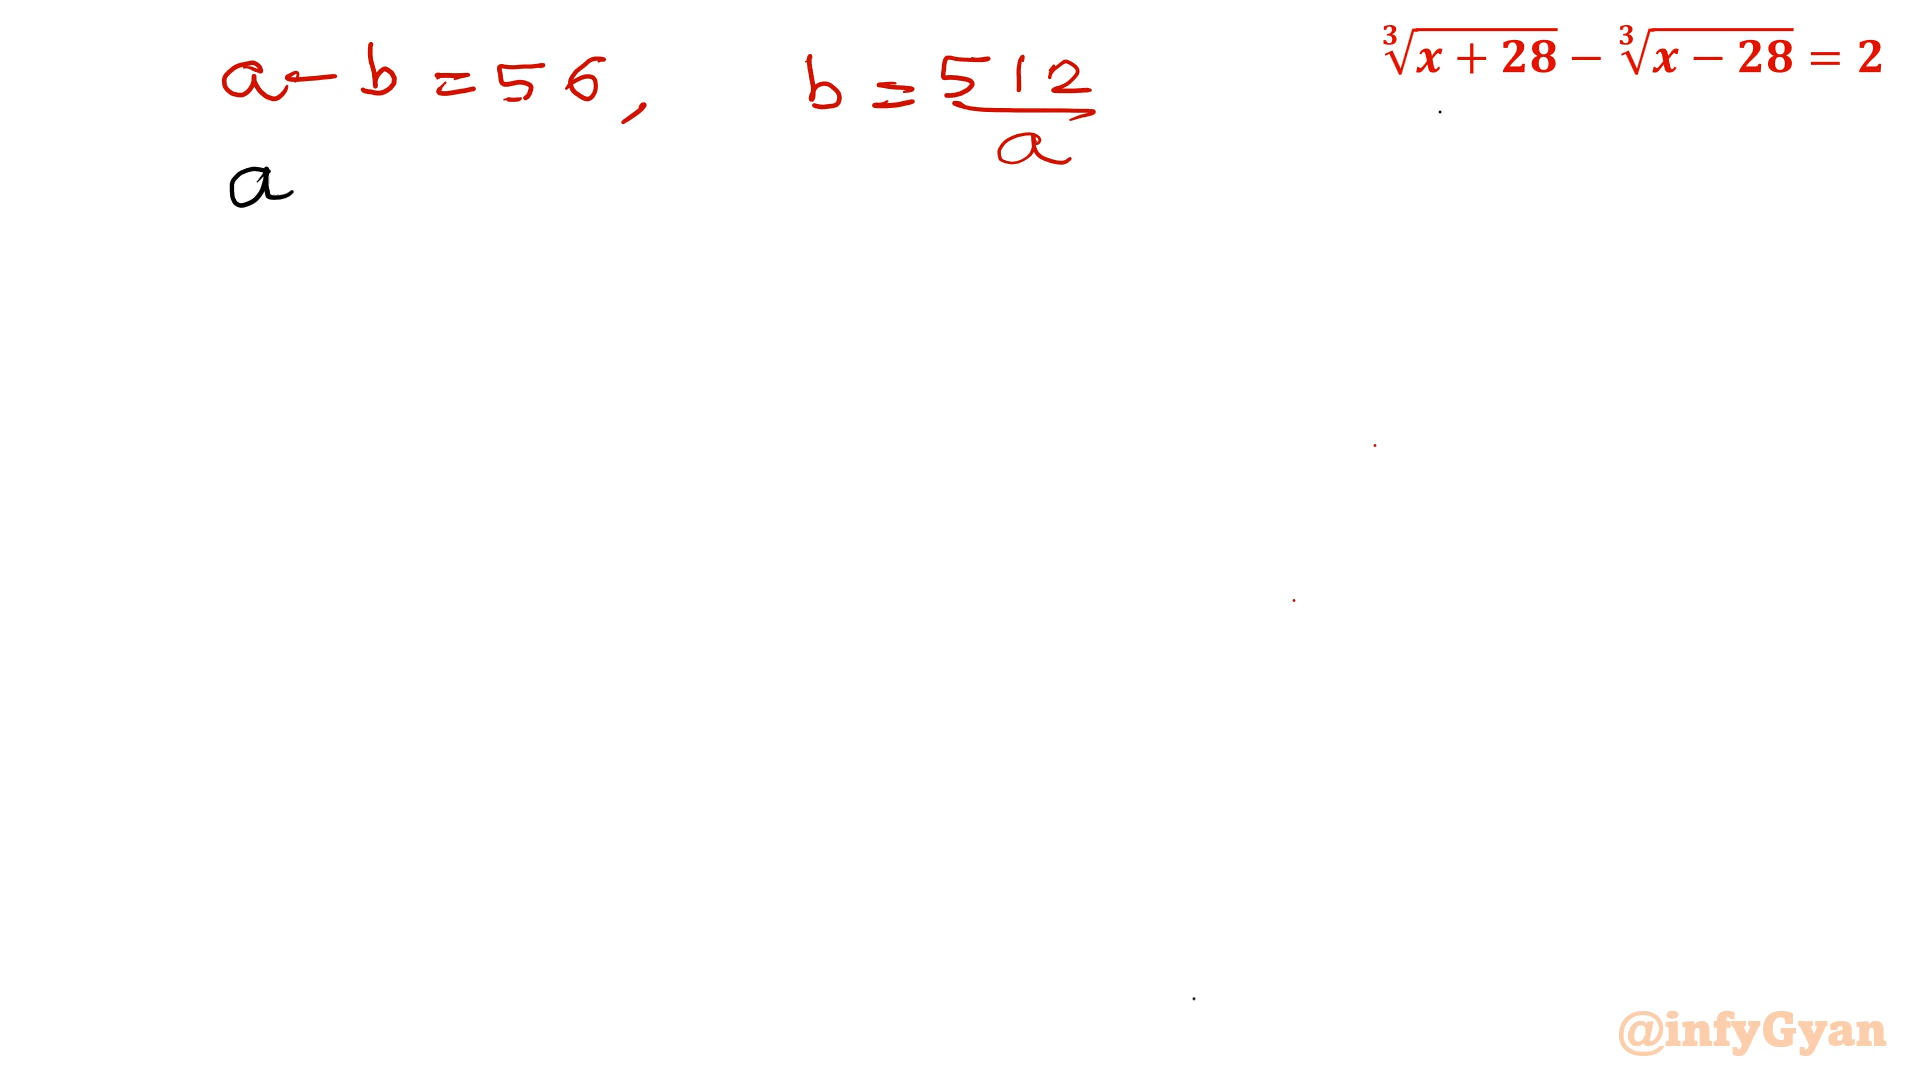 a - b = 56, b = 512/a
∛(x + 28) − ∛(x − 28) = 2
a
@infyGyan